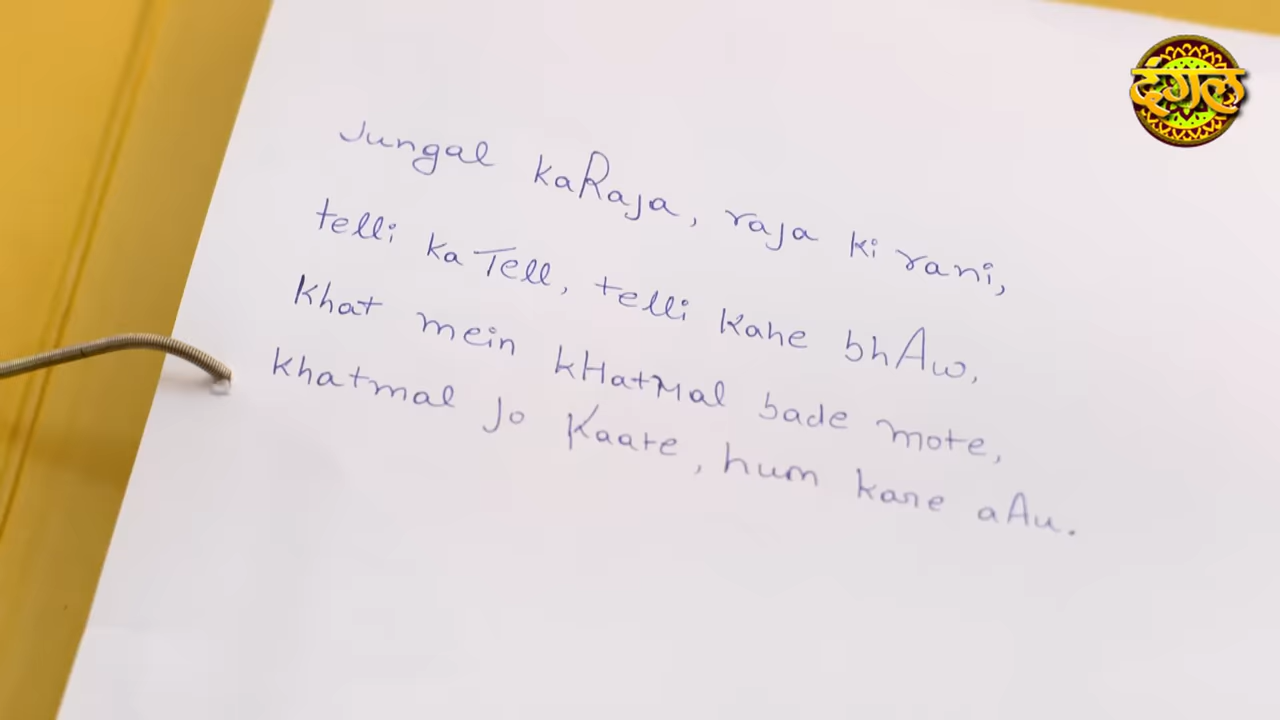 दंगल
Jungal kaRaja, raja ki rani,
telli ka Tell, telli kahe bhAw,
khat mein kHatMal bade mote,
khatmal Jo Kaate, hum kare aAu.